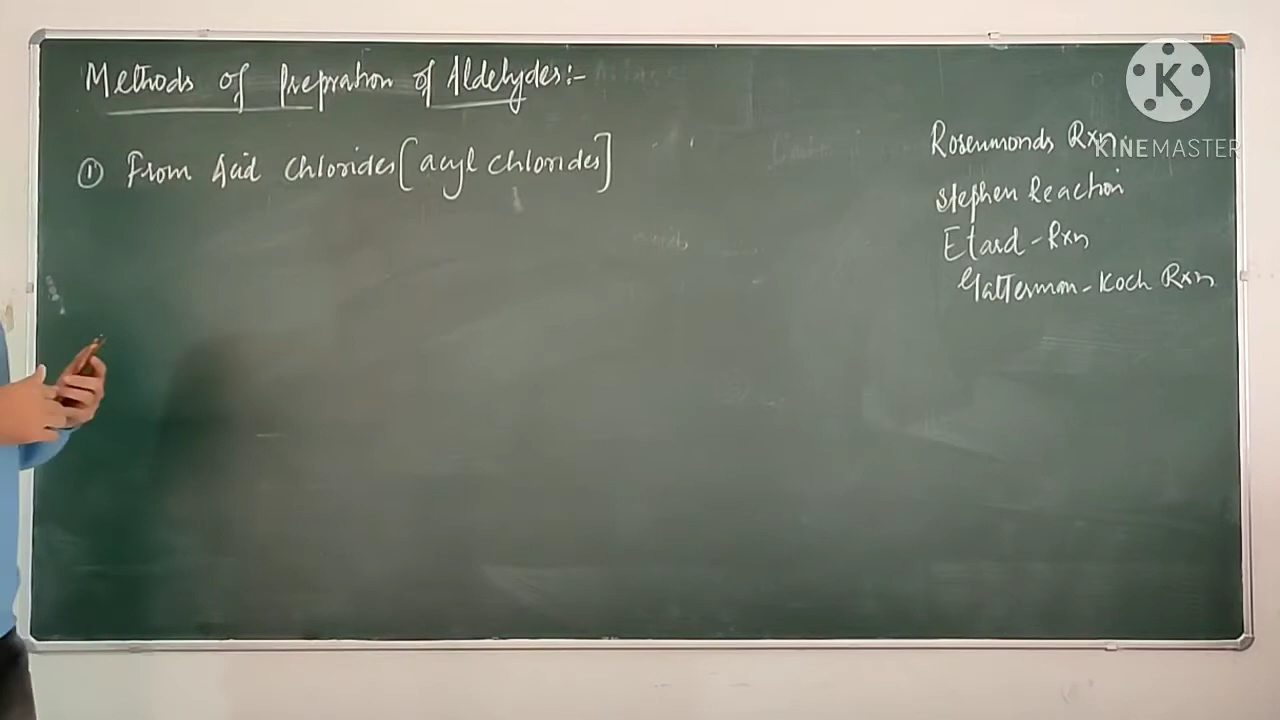 Methods of Prepration of Aldehydes:-
① From Acid Chlorides [acyl chlorides]
Rosenmonds Rxn.
Stephen Reaction
Etard - Rxn
Gatterman - Koch Rxn
K
KINEMASTER